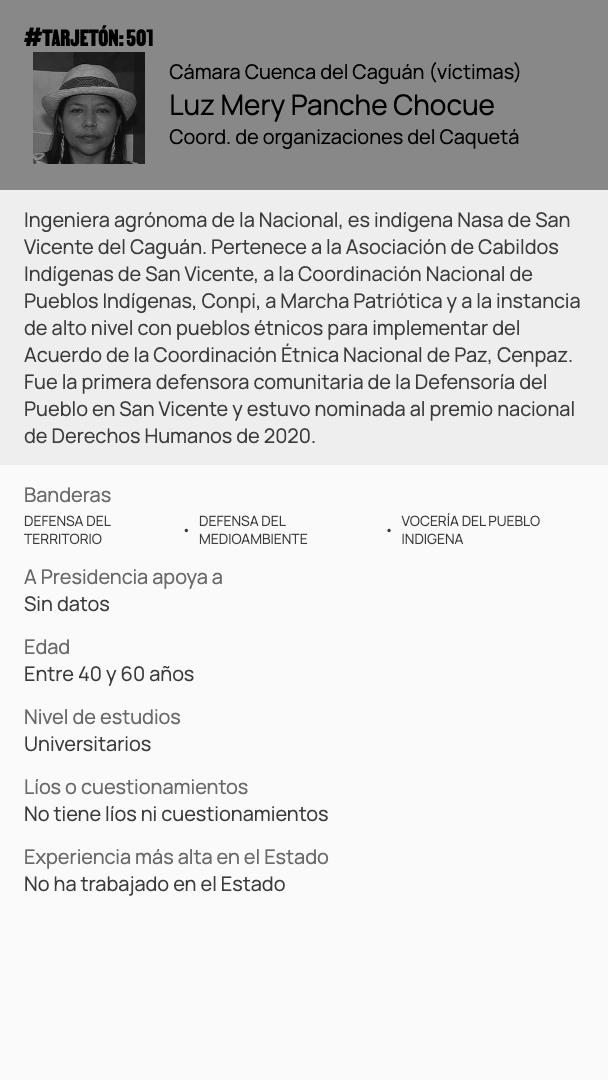 #TARJETÓN: 501
Cámara Cuenca del Caguán (víctimas)
Luz Mery Panche Chocue
Coord. de organizaciones del Caquetá
Ingeniera agrónoma de la Nacional, es indígena Nasa de San
Vicente del Caguán. Pertenece a la Asociación de Cabildos
Indígenas de San Vicente, a la Coordinación Nacional de
Pueblos Indígenas, Conpi, a Marcha Patriótica y a la instancia
de alto nivel con pueblos étnicos para implementar del
Acuerdo de la Coordinación Étnica Nacional de Paz, Cenpaz.
Fue la primera defensora comunitaria de la Defensoría del
Pueblo en San Vicente y estuvo nominada al premio nacional
de Derechos Humanos de 2020.
Banderas
DEFENSA DEL TERRITORIO
• DEFENSA DEL MEDIOAMBIENTE
• VOCERÍA DEL PUEBLO INDIGENA
A Presidencia apoya a
Sin datos
Edad
Entre 40 y 60 años
Nivel de estudios
Universitarios
Líos o cuestionamientos
No tiene líos ni cuestionamientos
Experiencia más alta en el Estado
No ha trabajado en el Estado